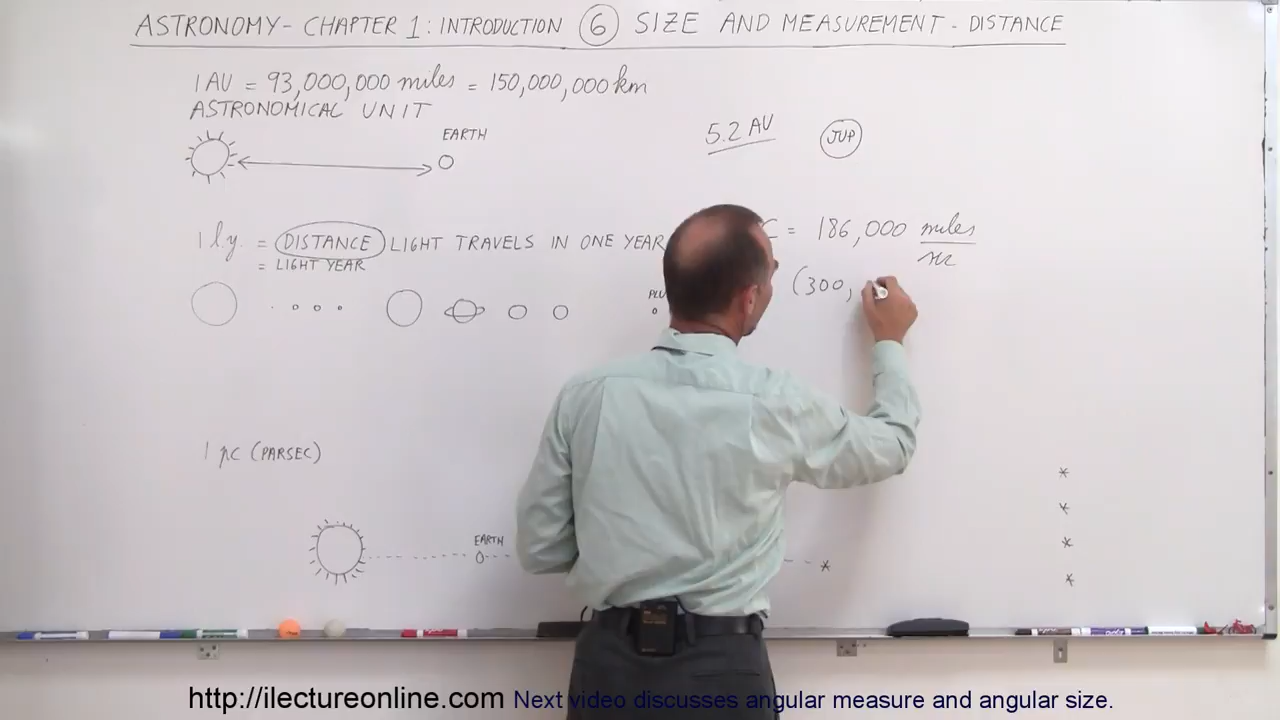 ASTRONOMY - CHAPTER 1: INTRODUCTION 6 SIZE AND MEASUREMENT - DISTANCE
1 AU = 93,000,000 miles = 150,000,000 km
ASTRONOMICAL UNIT
EARTH
5.2 AU
JUP
1 l.y. = DISTANCE LIGHT TRAVELS IN ONE YEAR
= LIGHT YEAR
C = 186,000 miles
sec
(300,
PLU
1 pc (PARSEC)
EARTH
http://ilectureonline.com Next video discusses angular measure and angular size.